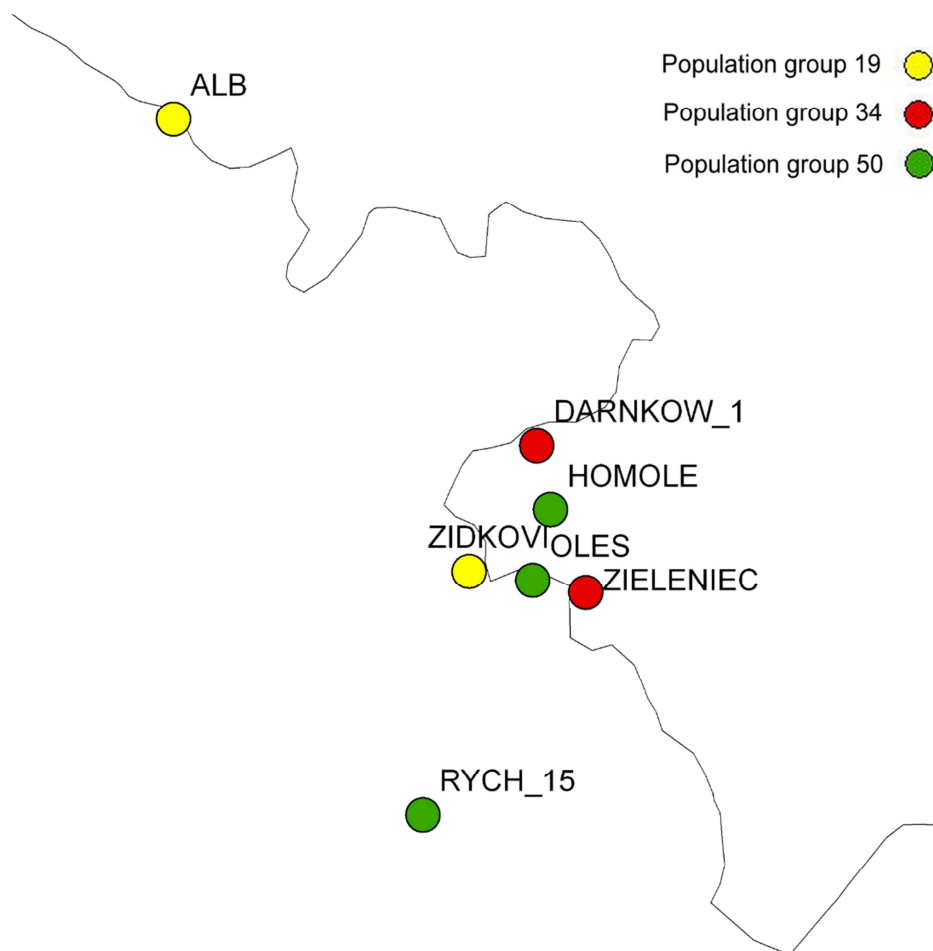 ALB
Population group 19
Population group 34
Population group 50
DARNKOW_1
HOMOLE
ZIDKOVI
OLES
ZIELENIEC
RYCH_15